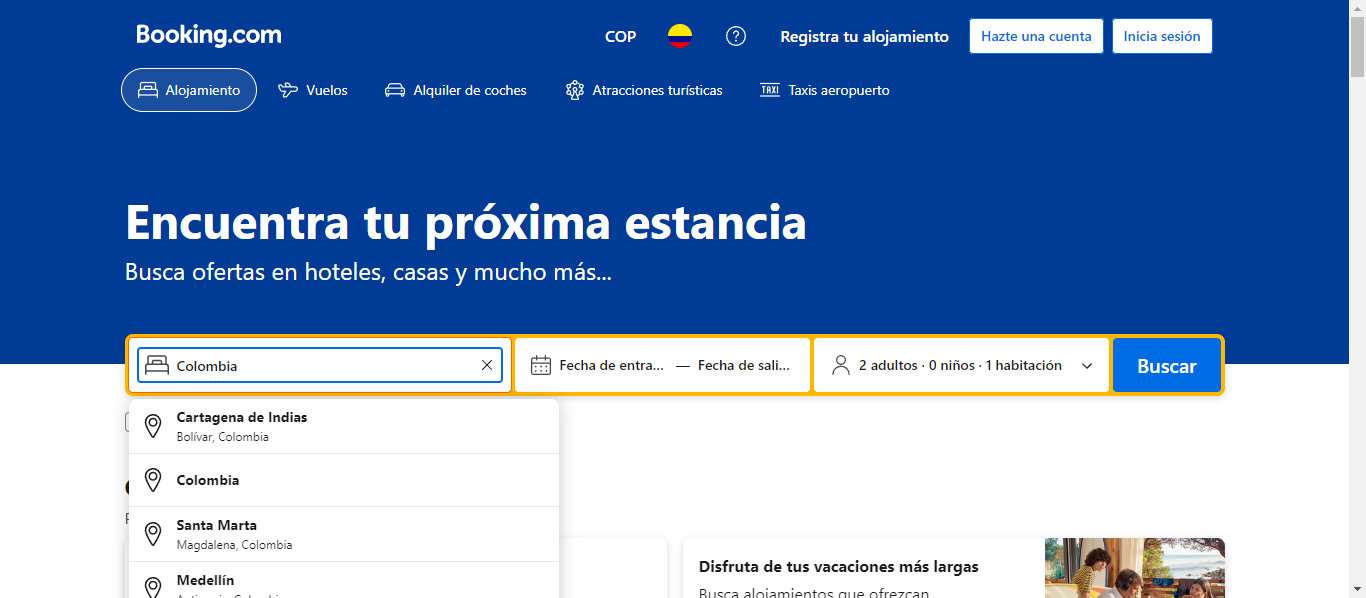 Booking.com
COP
Registra tu alojamiento
Hazte una cuenta
Inicia sesión
Alojamiento
Vuelos
Alquiler de coches
Atracciones turísticas
TAXI
Taxis aeropuerto
Encuentra tu próxima estancia
Busca ofertas en hoteles, casas y mucho más...
Colombia
Fecha de entra... — Fecha de sali...
2 adultos · 0 niños · 1 habitación
Buscar
Cartagena de Indias
Bolívar, Colombia
Colombia
Santa Marta
Magdalena, Colombia
Medellín
Disfruta de tus vacaciones más largas
Busca alojamientos que ofrezcan